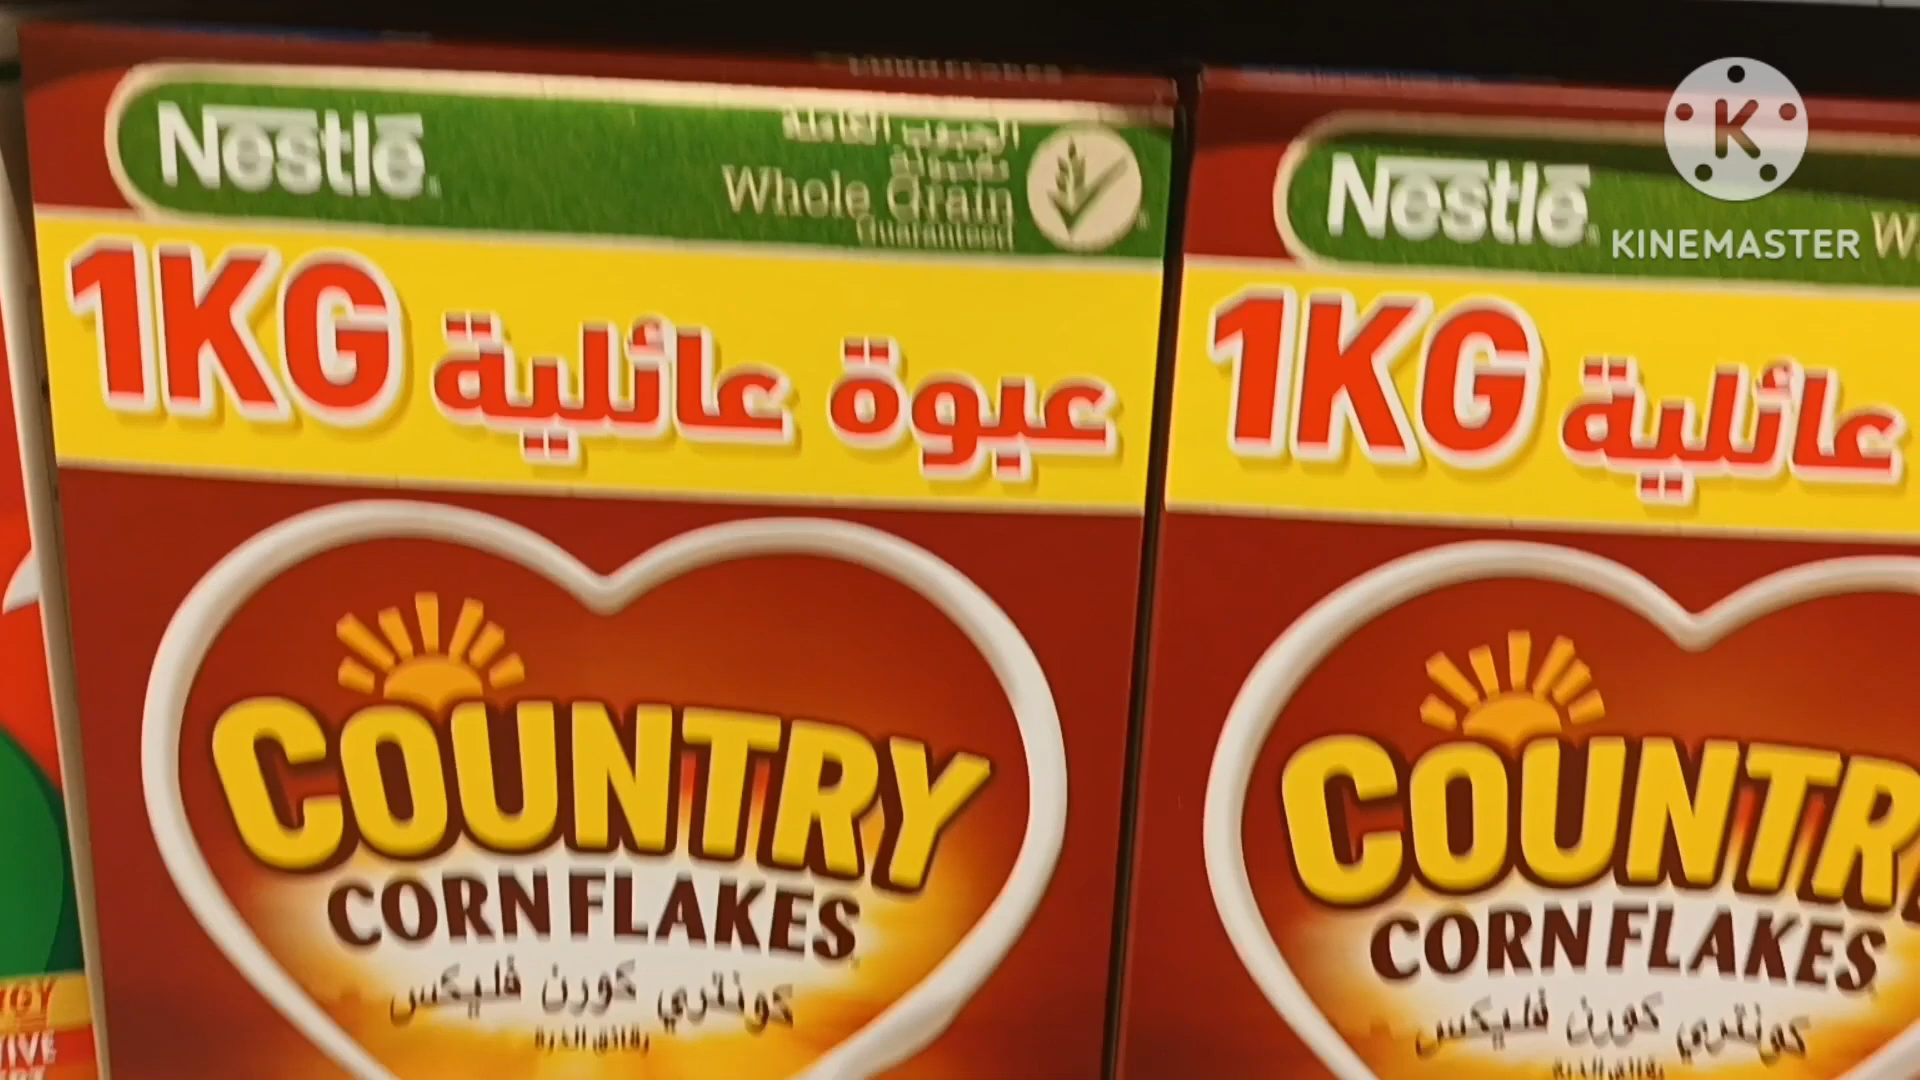 Nestlé
الحبوب الكاملة
Whole Grain
Guaranteed
1KG عبوة عائلية
COUNTRY
CORN FLAKES
كونتري كورن فليكس
رقائق الذرة
Nestlé
1KG عائلية
COUNTR
CORN FLAKES
كونتري كورن فليكس
رقائق الذرة
K
KINEMASTER